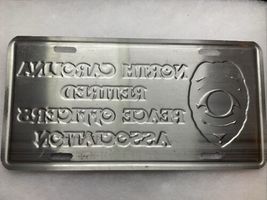 NORTH CAROLINA
RETIRED
PEACE OFFICERS
ASSOCIATION